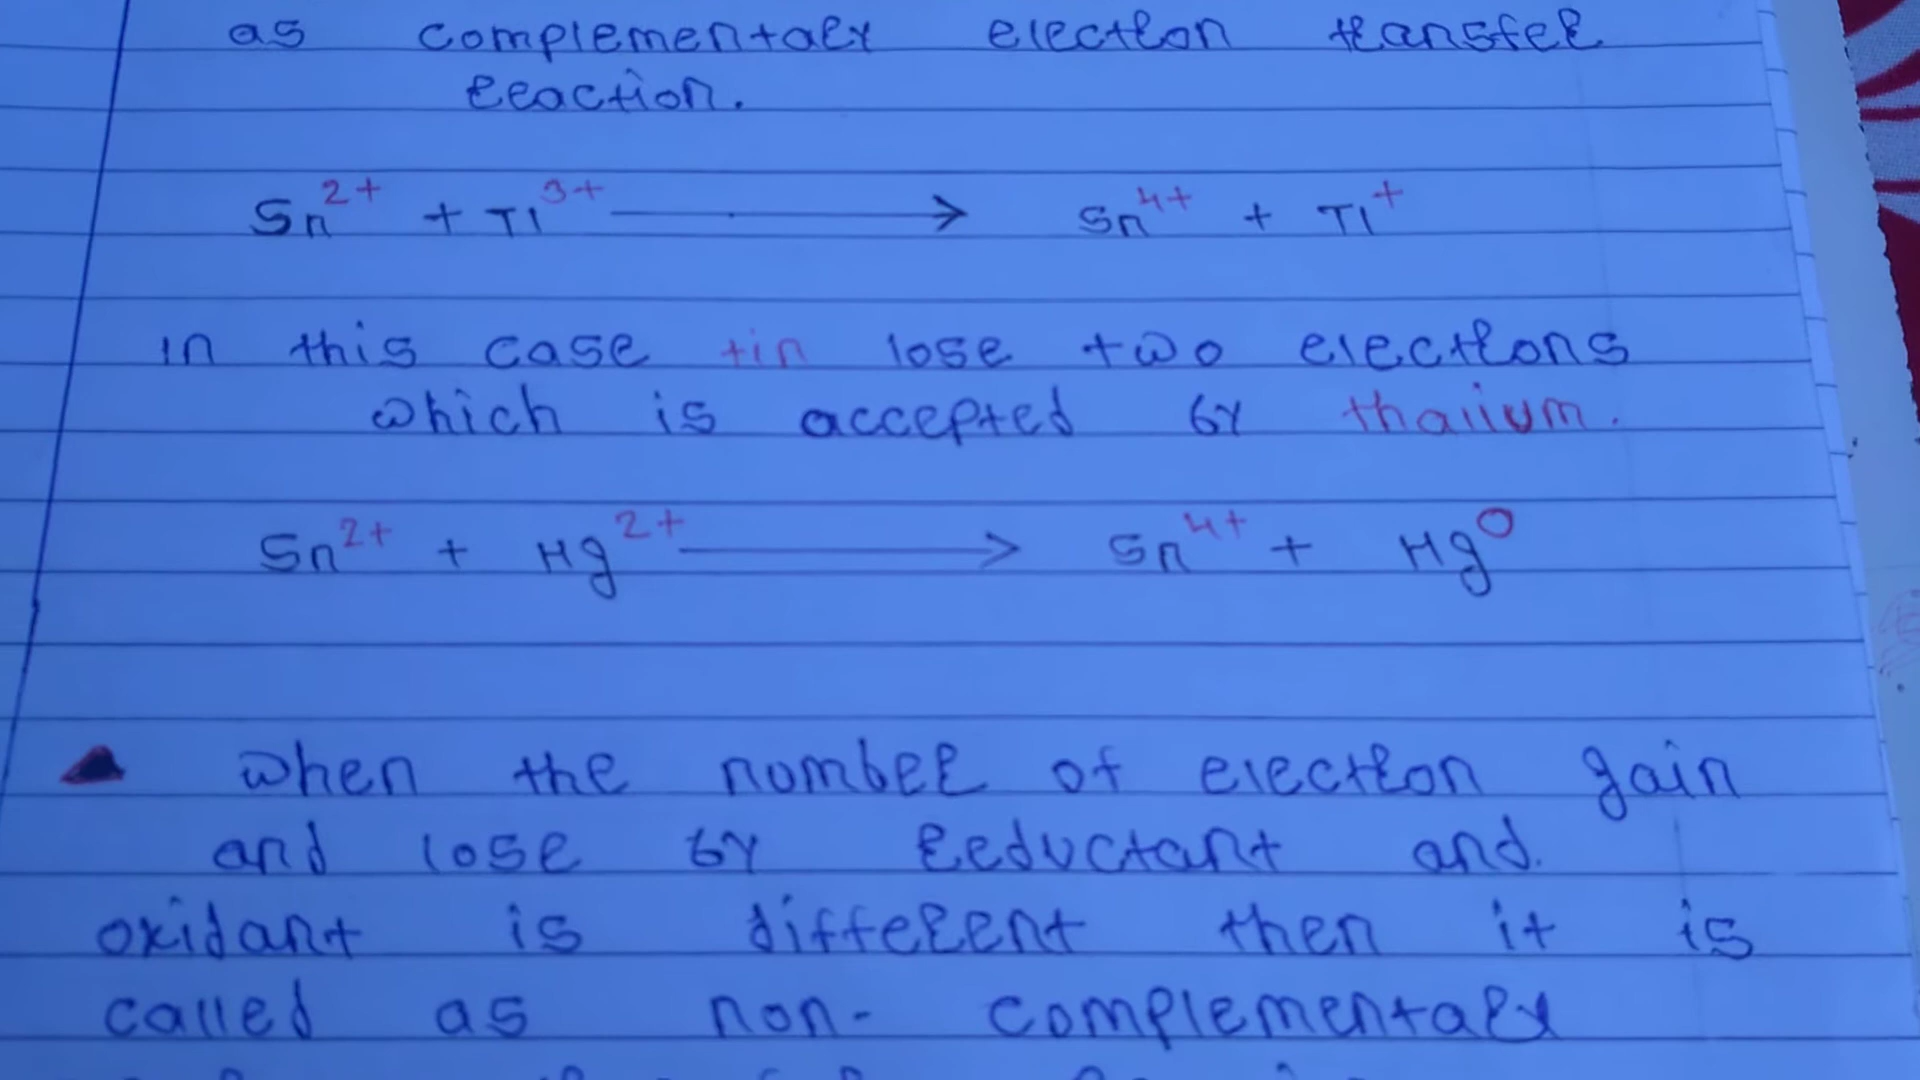 as complementary electron transfer
reaction.
Sn²⁺ + Tl³⁺ ⟶ Sn⁴⁺ + Tl⁺
in this case tin lose two electrons
which is accepted by thalium.
Sn²⁺ + Hg²⁺ ⟶ Sn⁴⁺ + Hg⁰
when the number of electron gain
and lose by reductant and
oxidant is different then it is
called as non-complementary